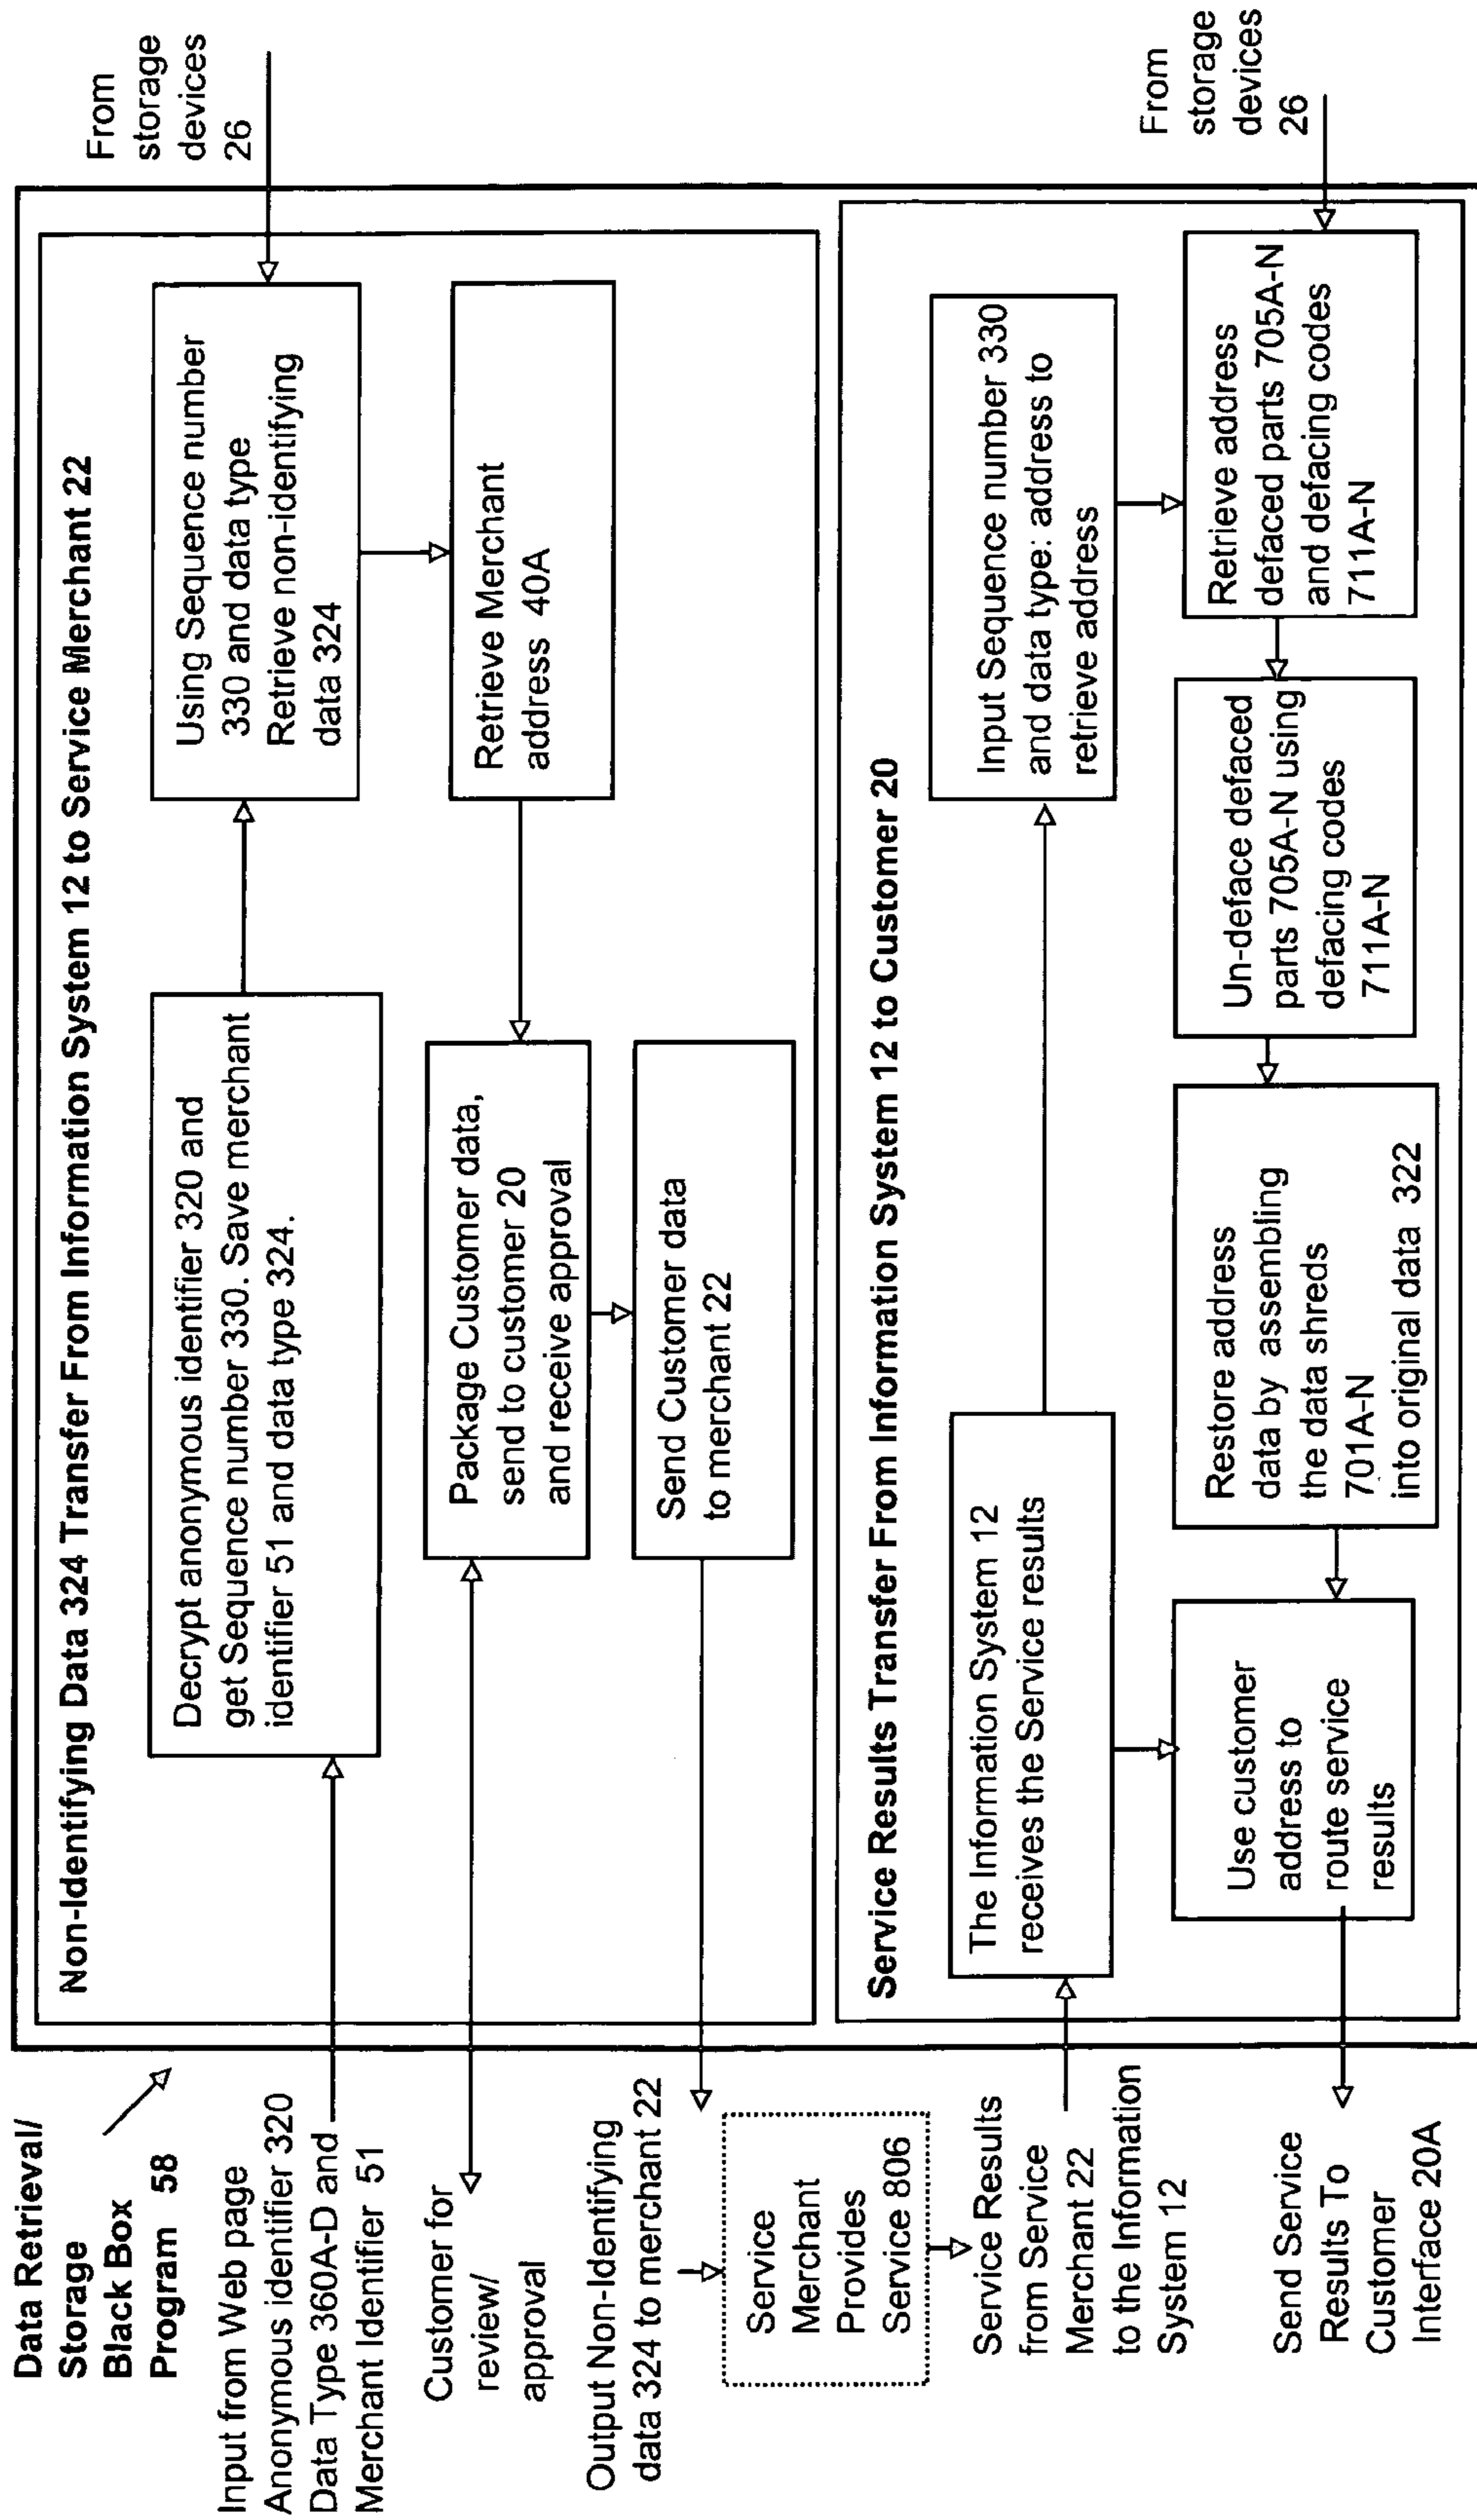 Data Retrieval/
Storage
Black Box
Program 58
Input from Web page
Anonymous identifier 320
Data Type 360A-D and
Merchant Identifier 51
Customer for
review/
approval
Output Non-Identifying
data 324 to merchant 22
Service
Merchant
Provides
Service 806
Service Results
from Service
Merchant 22
to the Information
System 12
Send Service
Results To
Customer
Interface 20A
Non-Identifying Data 324 Transfer From Information System 12 to Service Merchant 22
Decrypt anonymous identifier 320 and
get Sequence number 330. Save merchant
identifier 51 and data type 324.
Using Sequence number
330 and data type
Retrieve non-identifying
data 324
From
storage
devices
26
Retrieve Merchant
address 40A
Package Customer data,
send to customer 20
and receive approval
Send Customer data
to merchant 22
Service Results Transfer From Information System 12 to Customer 20
The Information System 12
receives the Service results
Input Sequence number 330
and data type: address to
retrieve address
From
storage
devices
26
Retrieve address
defaced parts 705A-N
and defacing codes
711A-N
Un-deface defaced
parts 705A-N using
defacing codes
711A-N
Restore address
data by assembling
the data shreds
701A-N
into original data 322
Use customer
address to
route service
results